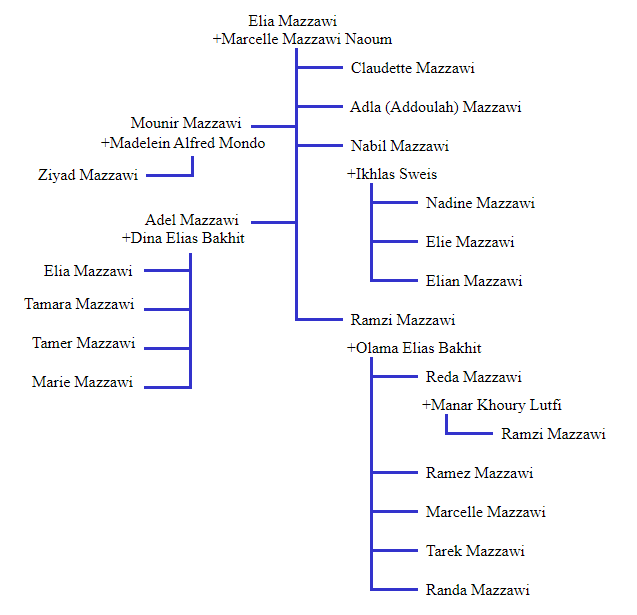 Elia Mazzawi
+Marcelle Mazzawi Naoum
Claudette Mazzawi
Adla (Addoulah) Mazzawi
Mounir Mazzawi
+Madelein Alfred Mondo
Nabil Mazzawi
+Ikhlas Sweis
Ziyad Mazzawi
Nadine Mazzawi
Adel Mazzawi
+Dina Elias Bakhit
Elie Mazzawi
Elia Mazzawi
Elian Mazzawi
Tamara Mazzawi
Ramzi Mazzawi
Tamer Mazzawi
+Olama Elias Bakhit
Marie Mazzawi
Reda Mazzawi
+Manar Khoury Lutfi
Ramzi Mazzawi
Ramez Mazzawi
Marcelle Mazzawi
Tarek Mazzawi
Randa Mazzawi